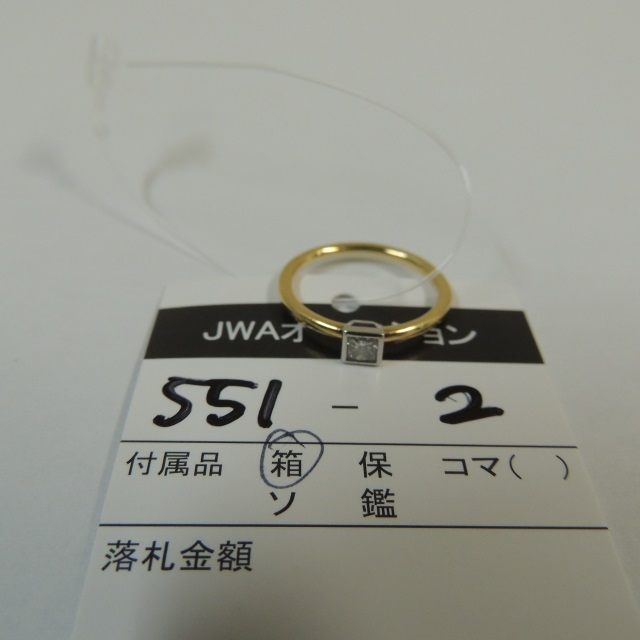 JWAオ ョン
551 - 2
付属品 箱 保 コマ( )
ソ 鑑
落札金額